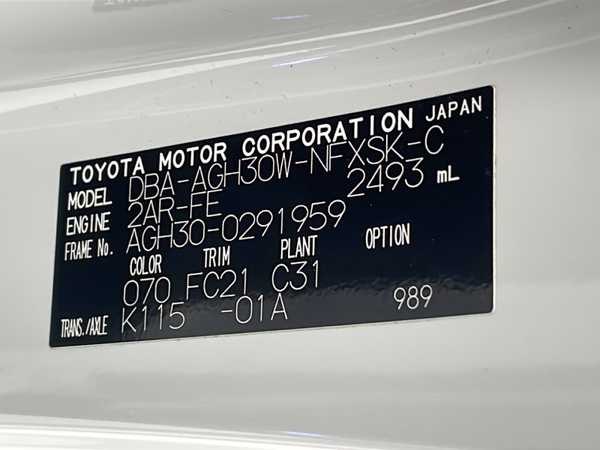 TOYOTA MOTOR CORPORATION JAPAN
MODEL DBA-AGH30W-NFXSK-C
ENGINE 2AR-FE 2493 mL
FRAME No. AGH30-0291959
COLOR TRIM PLANT OPTION
070 FC21 C31
TRANS./AXLE K115 -01A 989